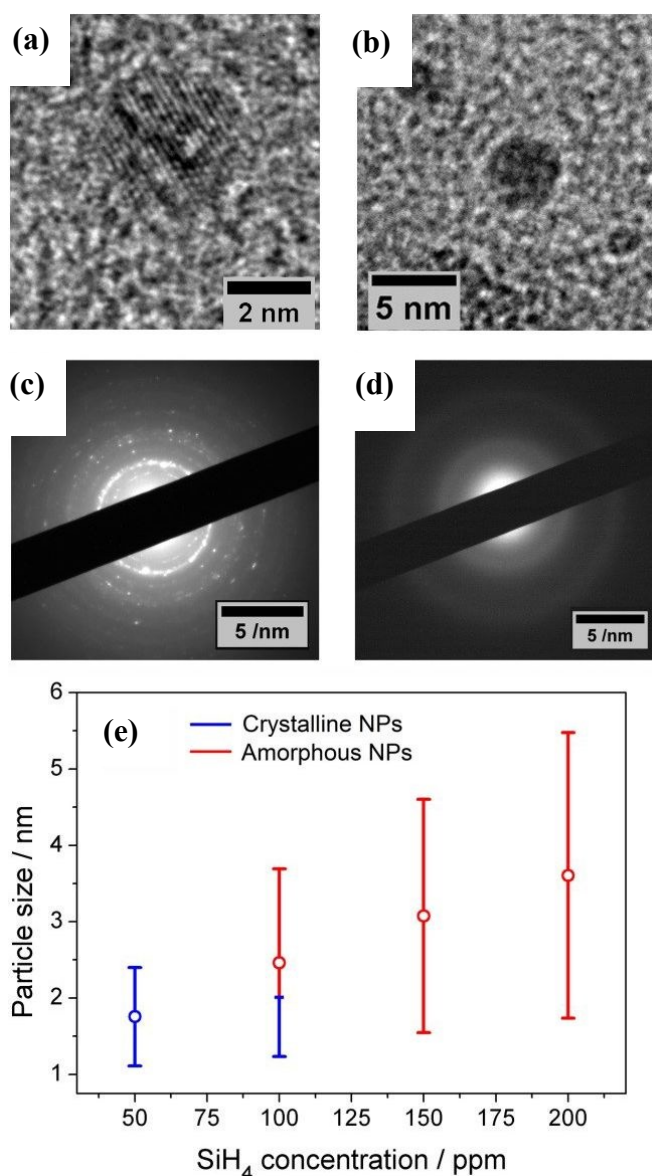 (a)
(b)
2 nm
5 nm
(c)
(d)
5 /nm
5 /nm
(e)
Crystalline NPs
Amorphous NPs
6
5
4
3
2
1
Particle size / nm
50 75 100 125 150 175 200
SiH₄ concentration / ppm